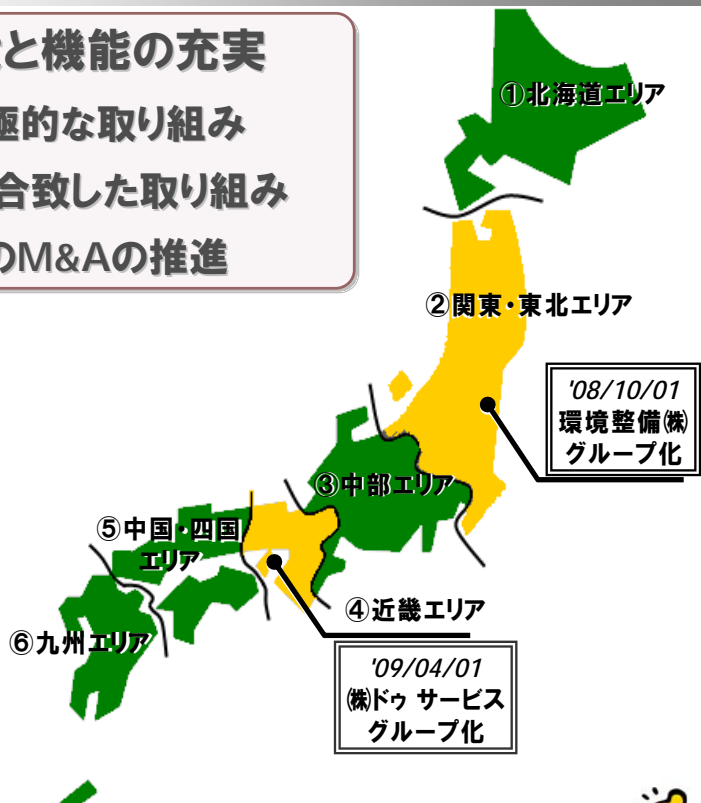 と機能の充実
極的な取り組み
合致した取り組み
のM&Aの推進
①北海道エリア
②関東・東北エリア
'08/10/01
環境整備㈱
グループ化
③中部エリア
⑤中国・四国
エリア
④近畿エリア
⑥九州エリア
'09/04/01
㈱ドゥ サービス
グループ化